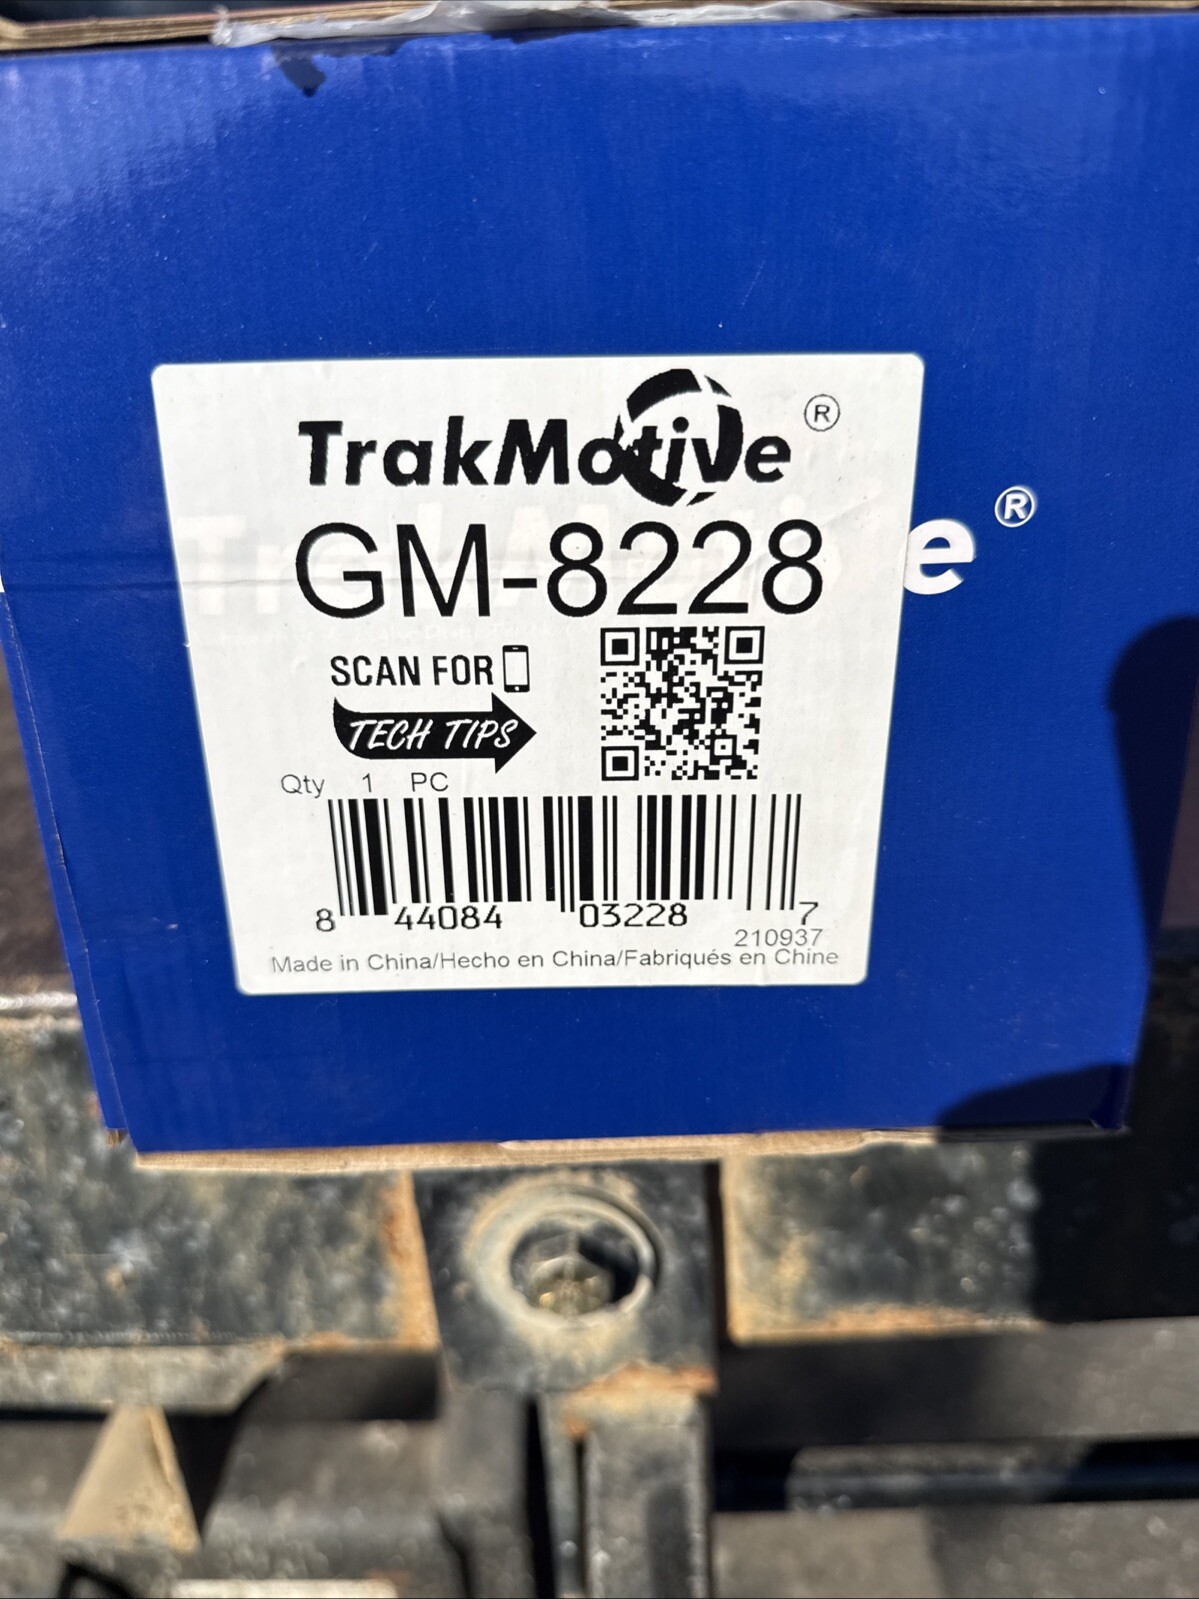 TrakMotive ®
GM-8228
e ®
SCAN FOR
TECH TIPS
Qty 1 PC
8 44084 03228 7
210937
Made in China/Hecho en China/Fabriqués en Chine